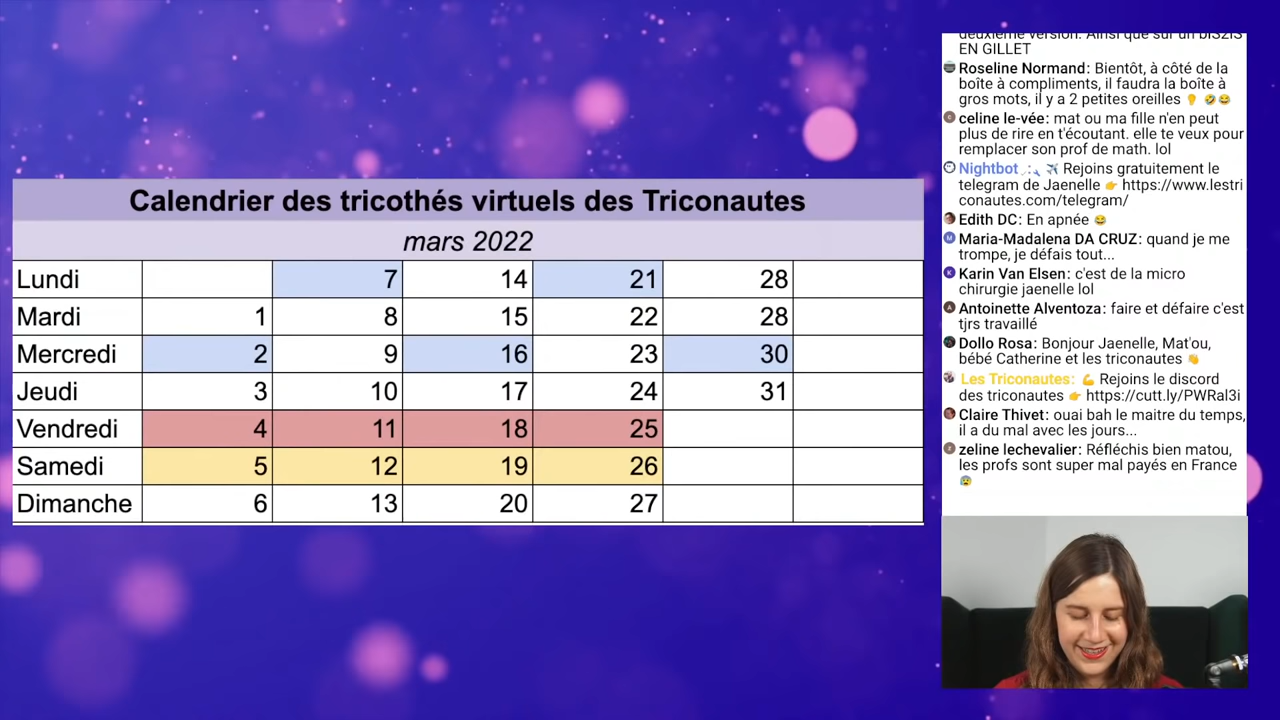 Calendrier des tricothés virtuels des Triconautes
mars 2022
Lundi 7 14 21 28
Mardi 1 8 15 22 28
Mercredi 2 9 16 23 30
Jeudi 3 10 17 24 31
Vendredi 4 11 18 25
Samedi 5 12 19 26
Dimanche 6 13 20 27
EN GILLET
Roseline Normand: Bientôt, à côté de la
boîte à compliments, il faudra la boîte à
gros mots, il y a 2 petites oreilles 👂 🤣😂
celine le-vée: mat ou ma fille n'en peut
plus de rire en t'écoutant. elle te veux pour
remplacer son prof de math. lol
Nightbot ✈️ Rejoins gratuitement le
telegram de Jaenelle 👉 https://www.lestri
conautes.com/telegram/
Edith DC: En apnée 😂
Maria-Madalena DA CRUZ: quand je me
trompe, je défais tout...
Karin Van Elsen: c'est de la micro
chirurgie jaenelle lol
Antoinette Alventoza: faire et défaire c'est
tjrs travaillé
Dollo Rosa: Bonjour Jaenelle, Mat'ou,
bébé Catherine et les triconautes 👋
Les Triconautes: 💪 Rejoins le discord
des triconautes 👉 https://cutt.ly/PWRal3i
Claire Thivet: ouai bah le maitre du temps,
il a du mal avec les jours...
zeline lechevalier: Réfléchis bien matou,
les profs sont super mal payés en France
😰